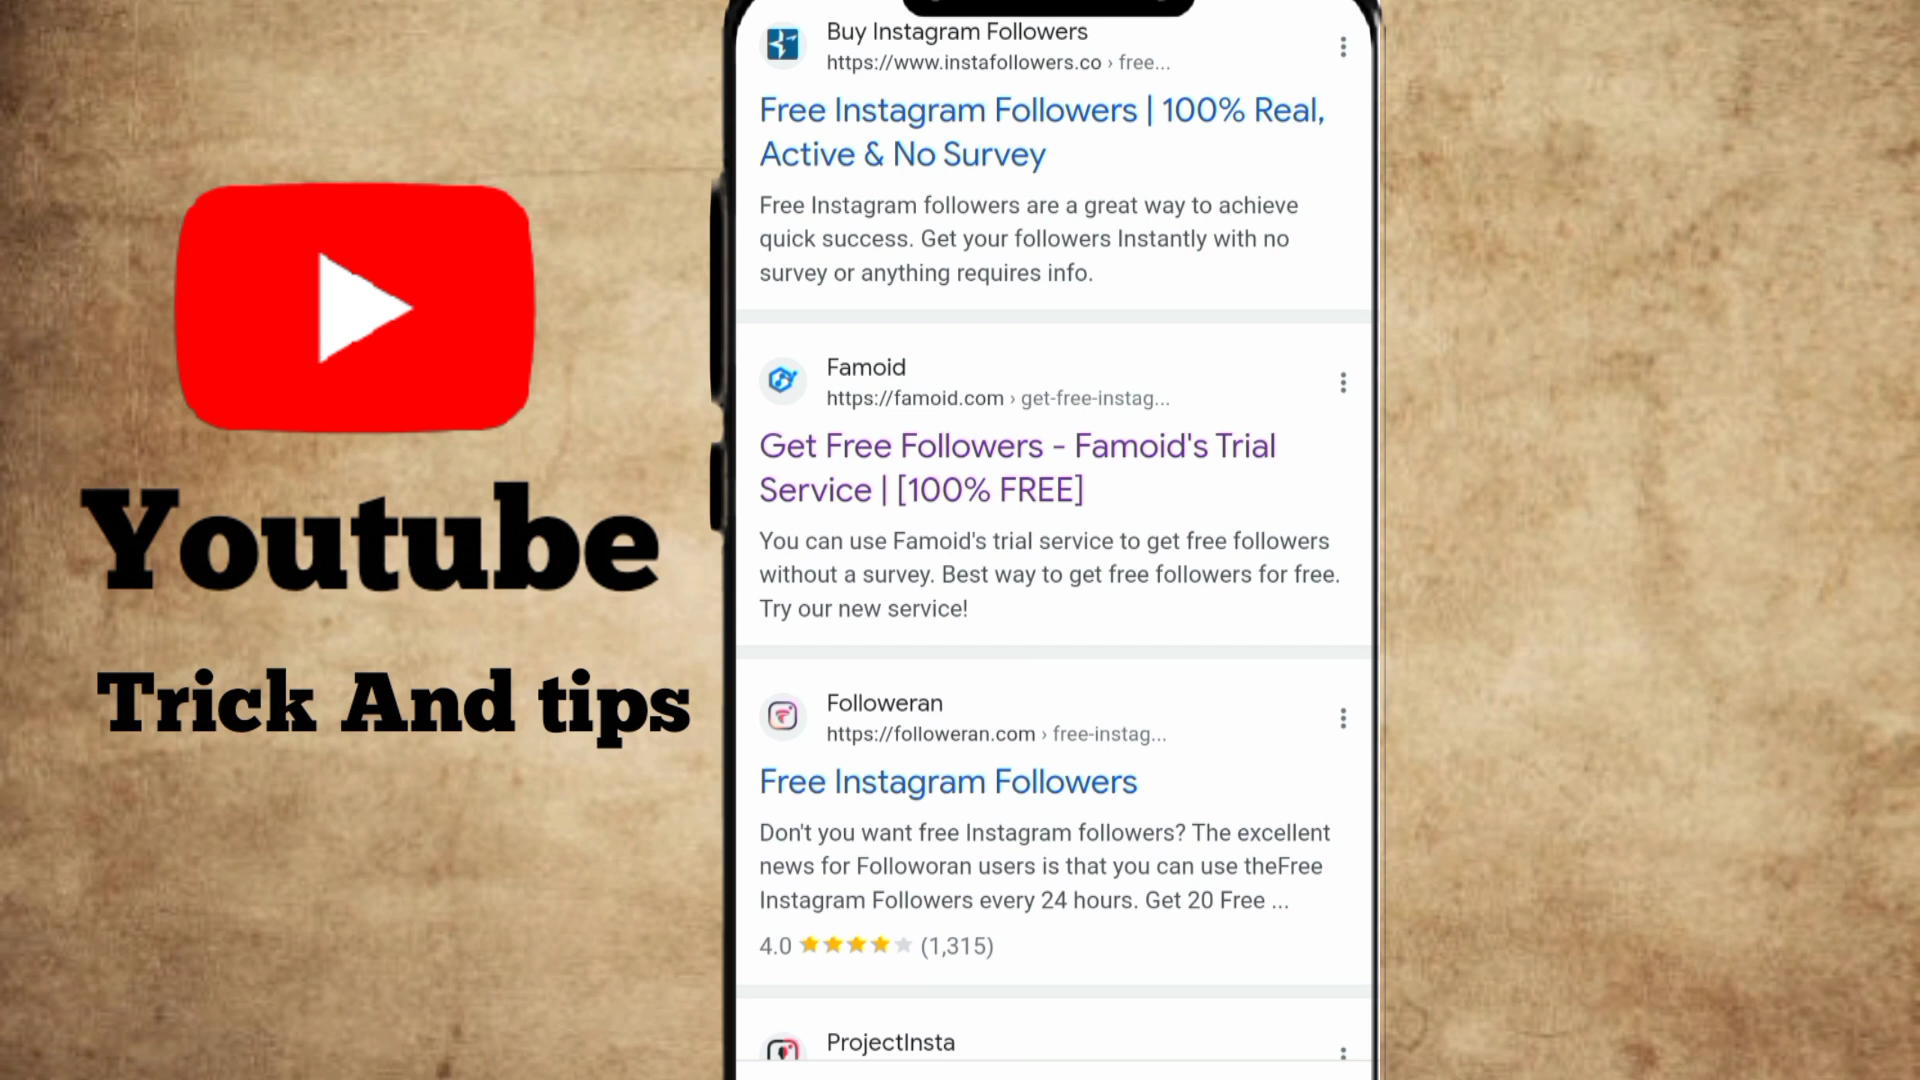 Youtube
Trick And tips
Buy Instagram Followers
https://www.instafollowers.co › free...
Free Instagram Followers | 100% Real,
Active & No Survey
Free Instagram followers are a great way to achieve
quick success. Get your followers Instantly with no
survey or anything requires info.
Famoid
https://famoid.com › get-free-instag...
Get Free Followers - Famoid's Trial
Service | [100% FREE]
You can use Famoid's trial service to get free followers
without a survey. Best way to get free followers for free.
Try our new service!
Followeran
https://followeran.com › free-instag...
Free Instagram Followers
Don't you want free Instagram followers? The excellent
news for Followoran users is that you can use theFree
Instagram Followers every 24 hours. Get 20 Free ...
4.0 (1,315)
ProjectInsta